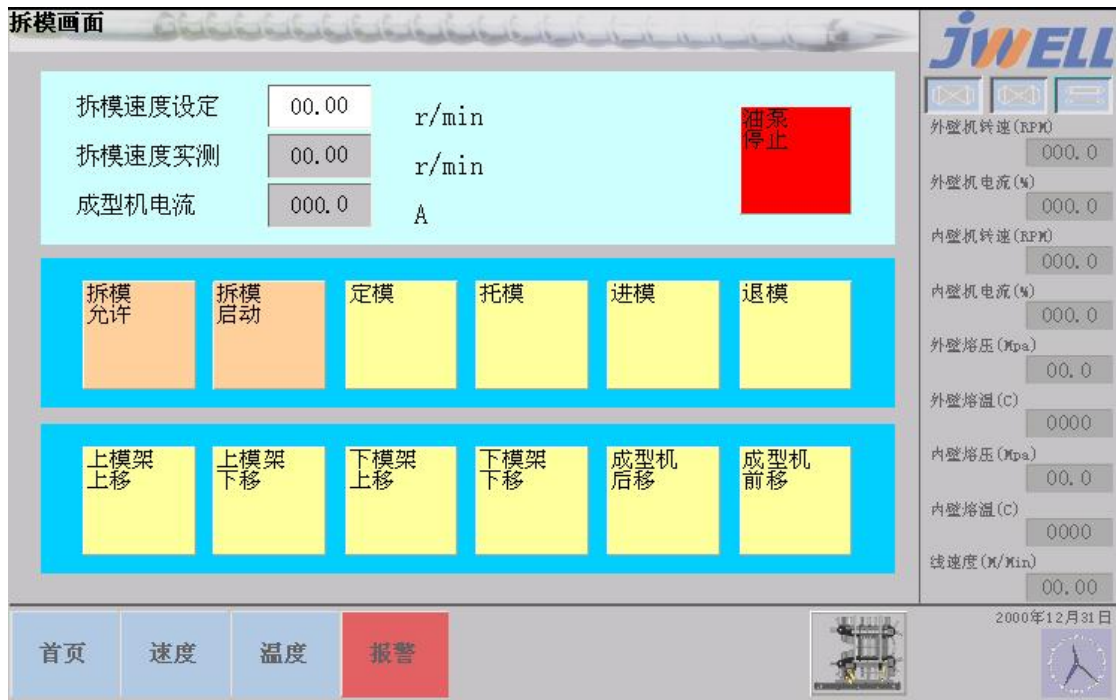 拆模画面
JWELL
拆模速度设定
00.00
r/min
拆模速度实测
00.00
r/min
成型机电流
000.0
A
油泵
停止
拆模
允许
拆模
启动
定模
托模
进模
退模
上模架
上移
上模架
下移
下模架
上移
下模架
下移
成型机
后移
成型机
前移
外壁机转速(RPM)
000.0
外壁机电流(%)
000.0
内壁机转速(RPM)
000.0
内壁机电流(%)
000.0
外壁熔压(Mpa)
00.0
外壁熔温(C)
0000
内壁熔压(Mpa)
00.0
内壁熔温(C)
0000
线速度(M/Min)
00.00
首页
速度
温度
报警
2000年12月31日